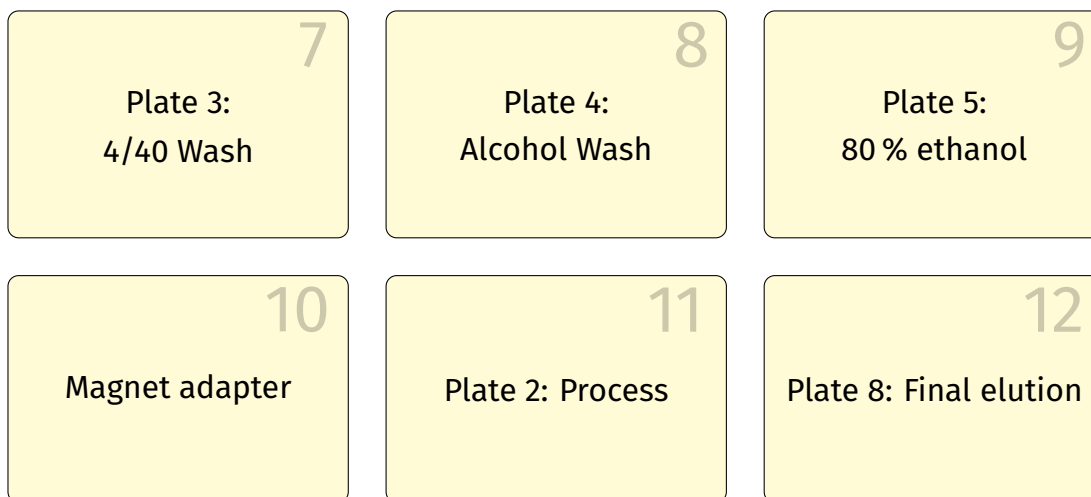 7
Plate 3:
4/40 Wash
8
Plate 4:
Alcohol Wash
9
Plate 5:
80 % ethanol
10
Magnet adapter
11
Plate 2: Process
12
Plate 8: Final elution